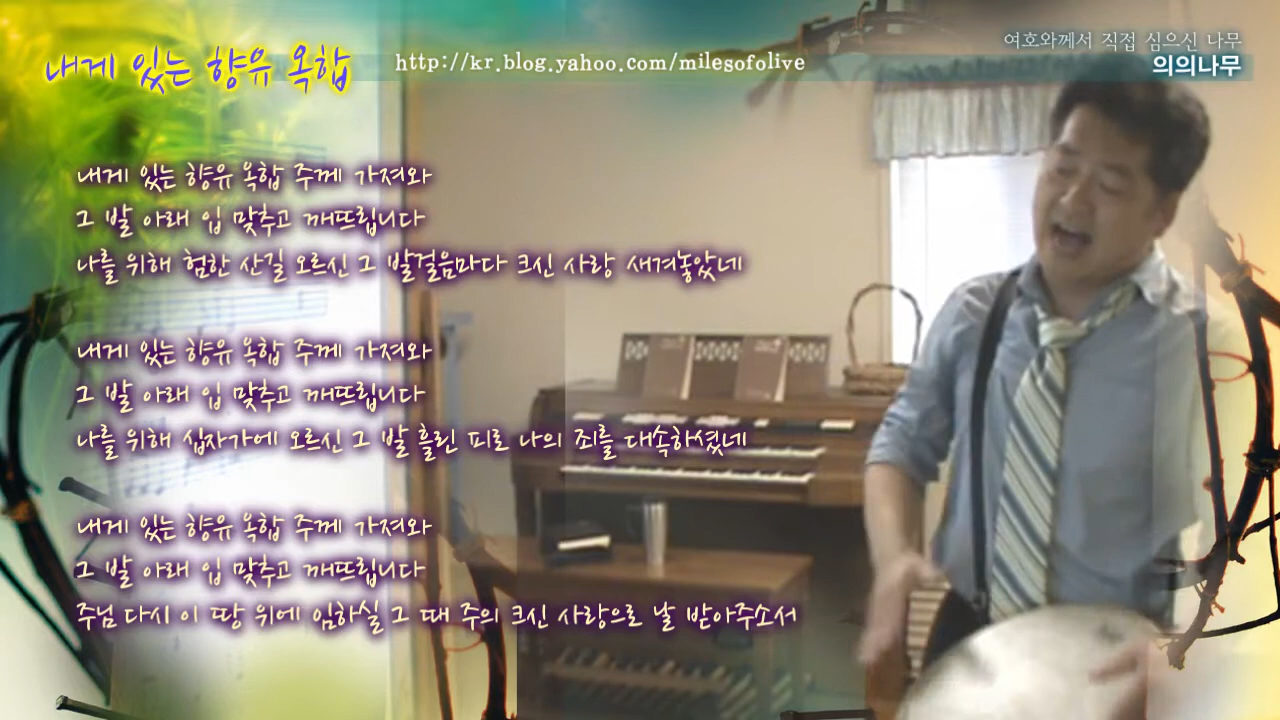 내게 있는 향유 옥합
http://kr.blog.yahoo.com/milesofolive
여호와께서 직접 심으신 나무
의의나무
내게 있는 향유 옥합 주께 가져와
그 발 아래 입 맞추고 깨뜨립니다
나를 위해 험한 산길 오르신 그 발걸음마다 크신 사랑 새겨놓았네
내게 있는 향유 옥합 주께 가져와
그 발 아래 입 맞추고 깨뜨립니다
나를 위해 십자가에 오르신 그 발 흘린 피로 나의 죄를 대속하셨네
내게 있는 향유 옥합 주께 가져와
그 발 아래 입 맞추고 깨뜨립니다
주님 다시 이 땅 위에 임하실 그 때 주의 크신 사랑으로 날 받아주소서